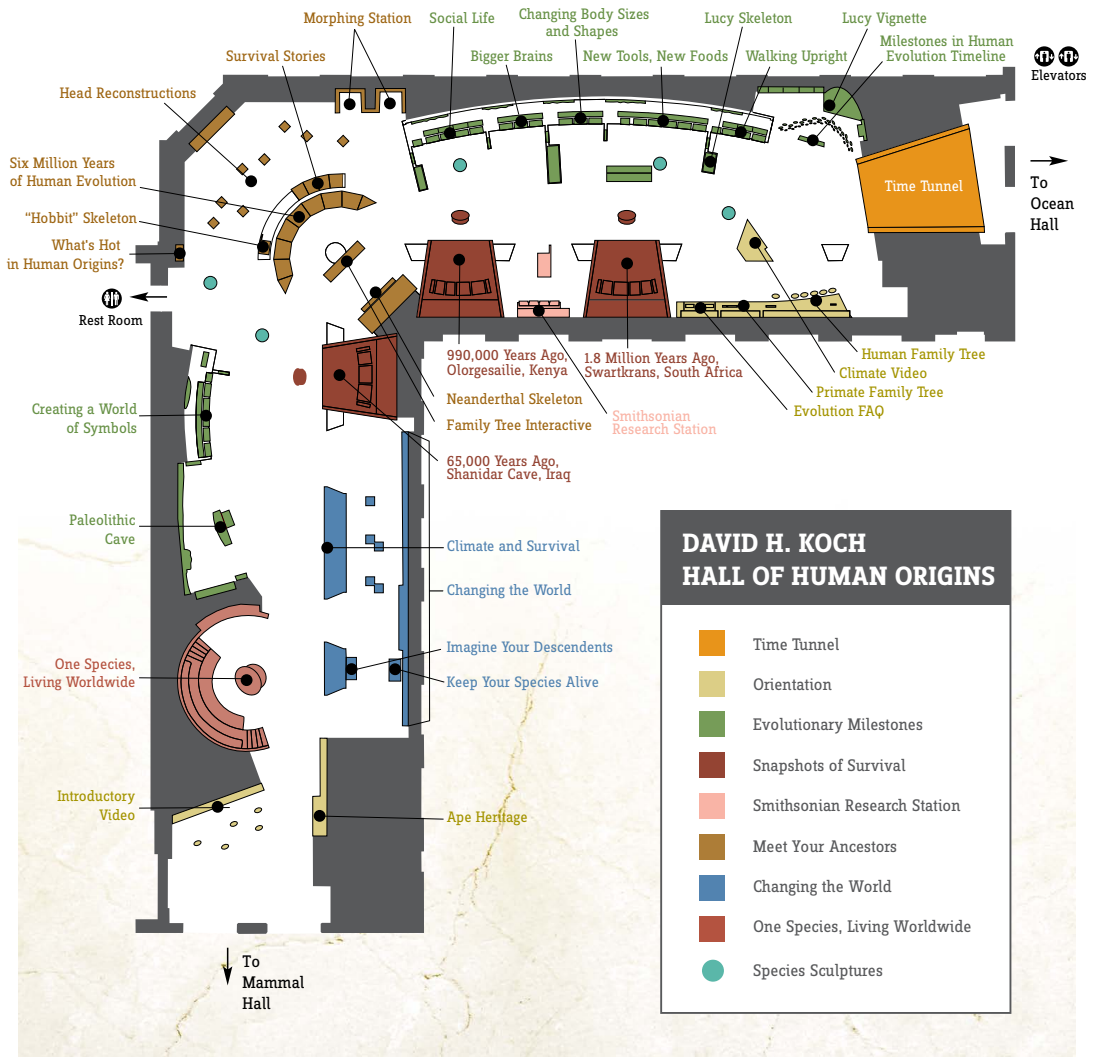 Morphing Station
Social Life
Changing Body Sizes
and Shapes
Lucy Skeleton
Lucy Vignette
Survival Stories
Bigger Brains
New Tools, New Foods
Walking Upright
Milestones in Human
Evolution Timeline
Elevators
Head Reconstructions
Six Million Years
of Human Evolution
"Hobbit" Skeleton
What's Hot
in Human Origins?
Rest Room
Time Tunnel
To
Ocean
Hall
990,000 Years Ago,
Olorgesailie, Kenya
1.8 Million Years Ago,
Swartkrans, South Africa
Human Family Tree
Climate Video
Primate Family Tree
Evolution FAQ
Neanderthal Skeleton
Family Tree Interactive
Smithsonian
Research Station
65,000 Years Ago,
Shanidar Cave, Iraq
Creating a World
of Symbols
Paleolithic
Cave
Climate and Survival
Changing the World
Imagine Your Descendents
Keep Your Species Alive
One Species,
Living Worldwide
Introductory
Video
Ape Heritage
To
Mammal
Hall
DAVID H. KOCH
HALL OF HUMAN ORIGINS
Time Tunnel
Orientation
Evolutionary Milestones
Snapshots of Survival
Smithsonian Research Station
Meet Your Ancestors
Changing the World
One Species, Living Worldwide
Species Sculptures